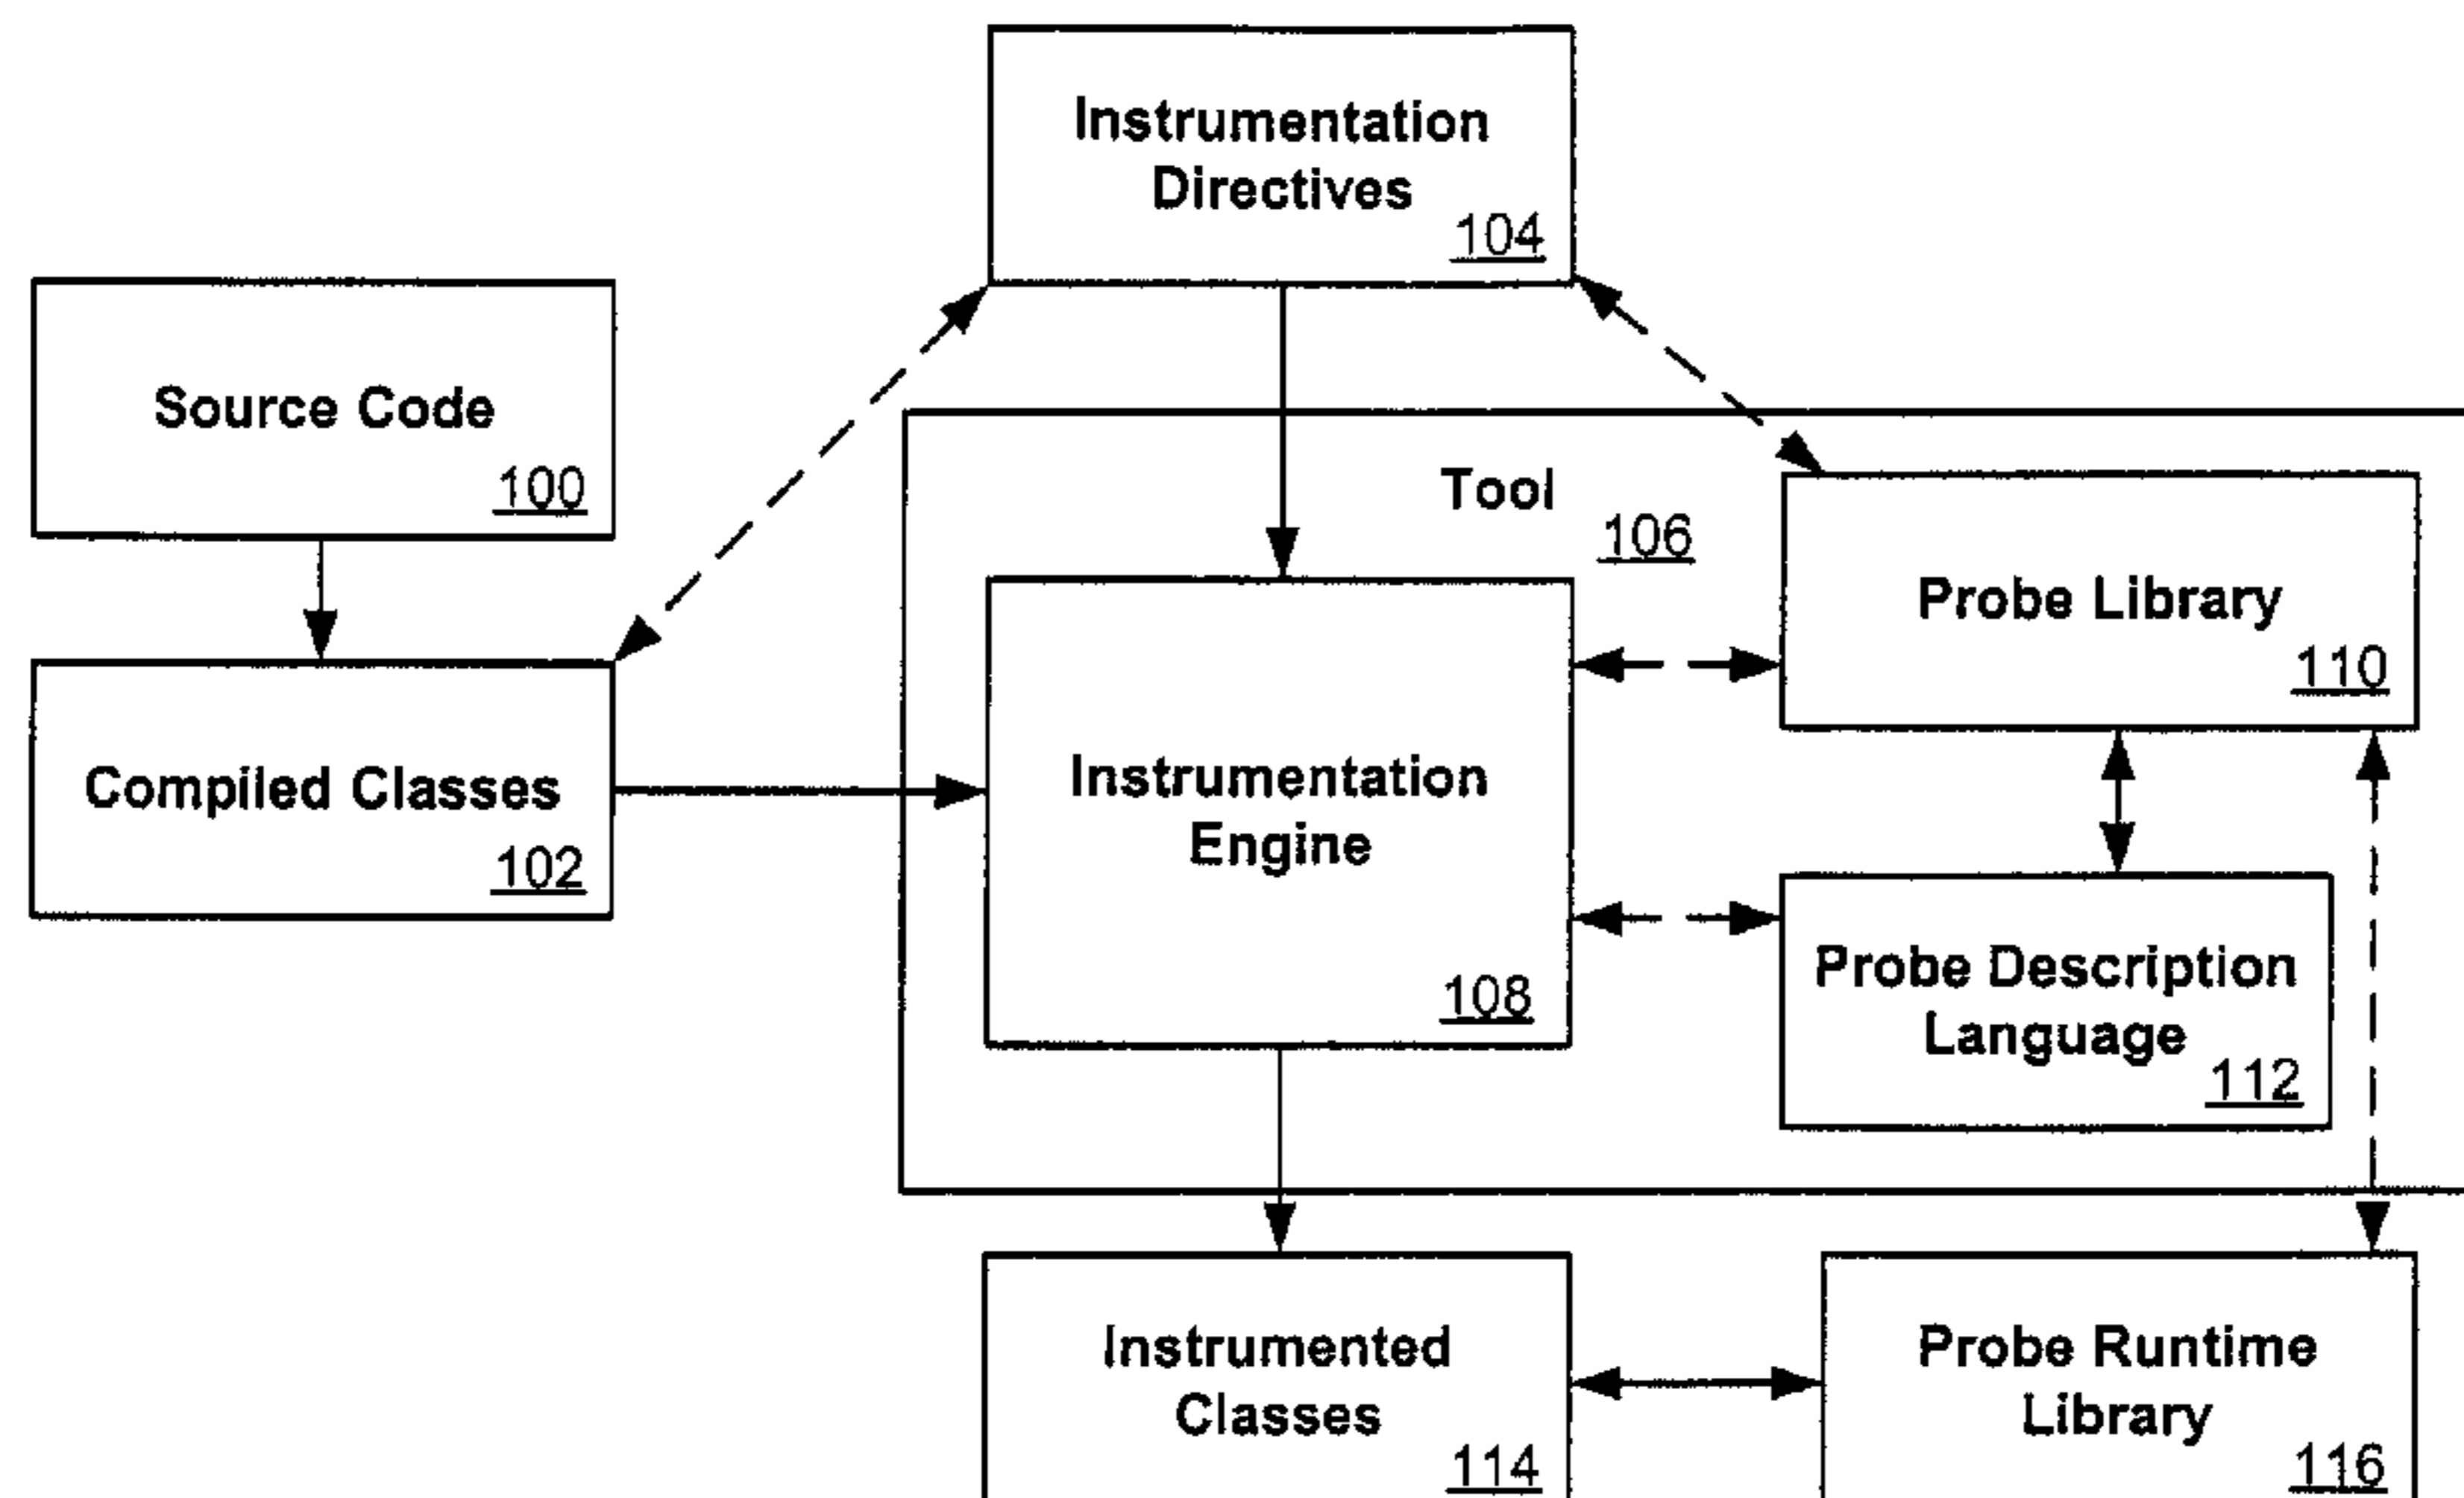 Instrumentation
Directives
104
Source Code
100
Tool
106
Probe Library
110
Compiled Classes
102
Instrumentation
Engine
108
Probe Description
Language
112
Instrumented
Classes
114
Probe Runtime
Library
116